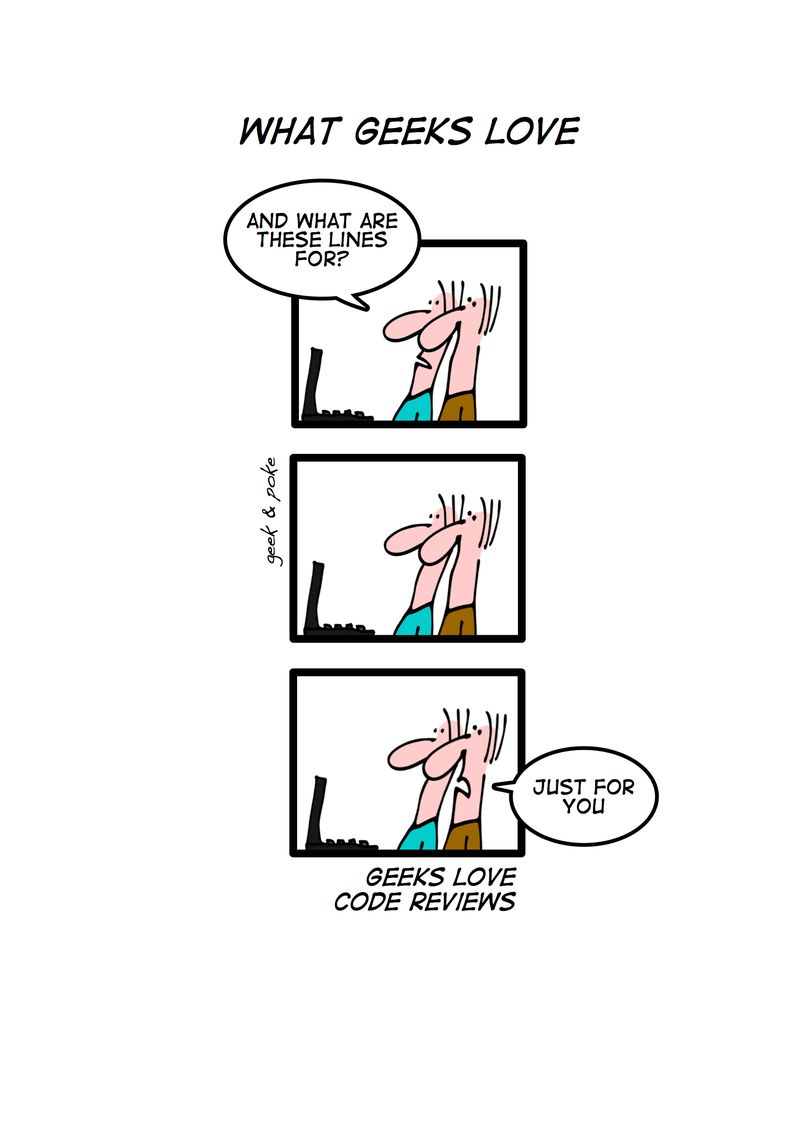 WHAT GEEKS LOVE
AND WHAT ARE
THESE LINES
FOR?
geek & poke
JUST FOR
YOU
GEEKS LOVE
CODE REVIEWS